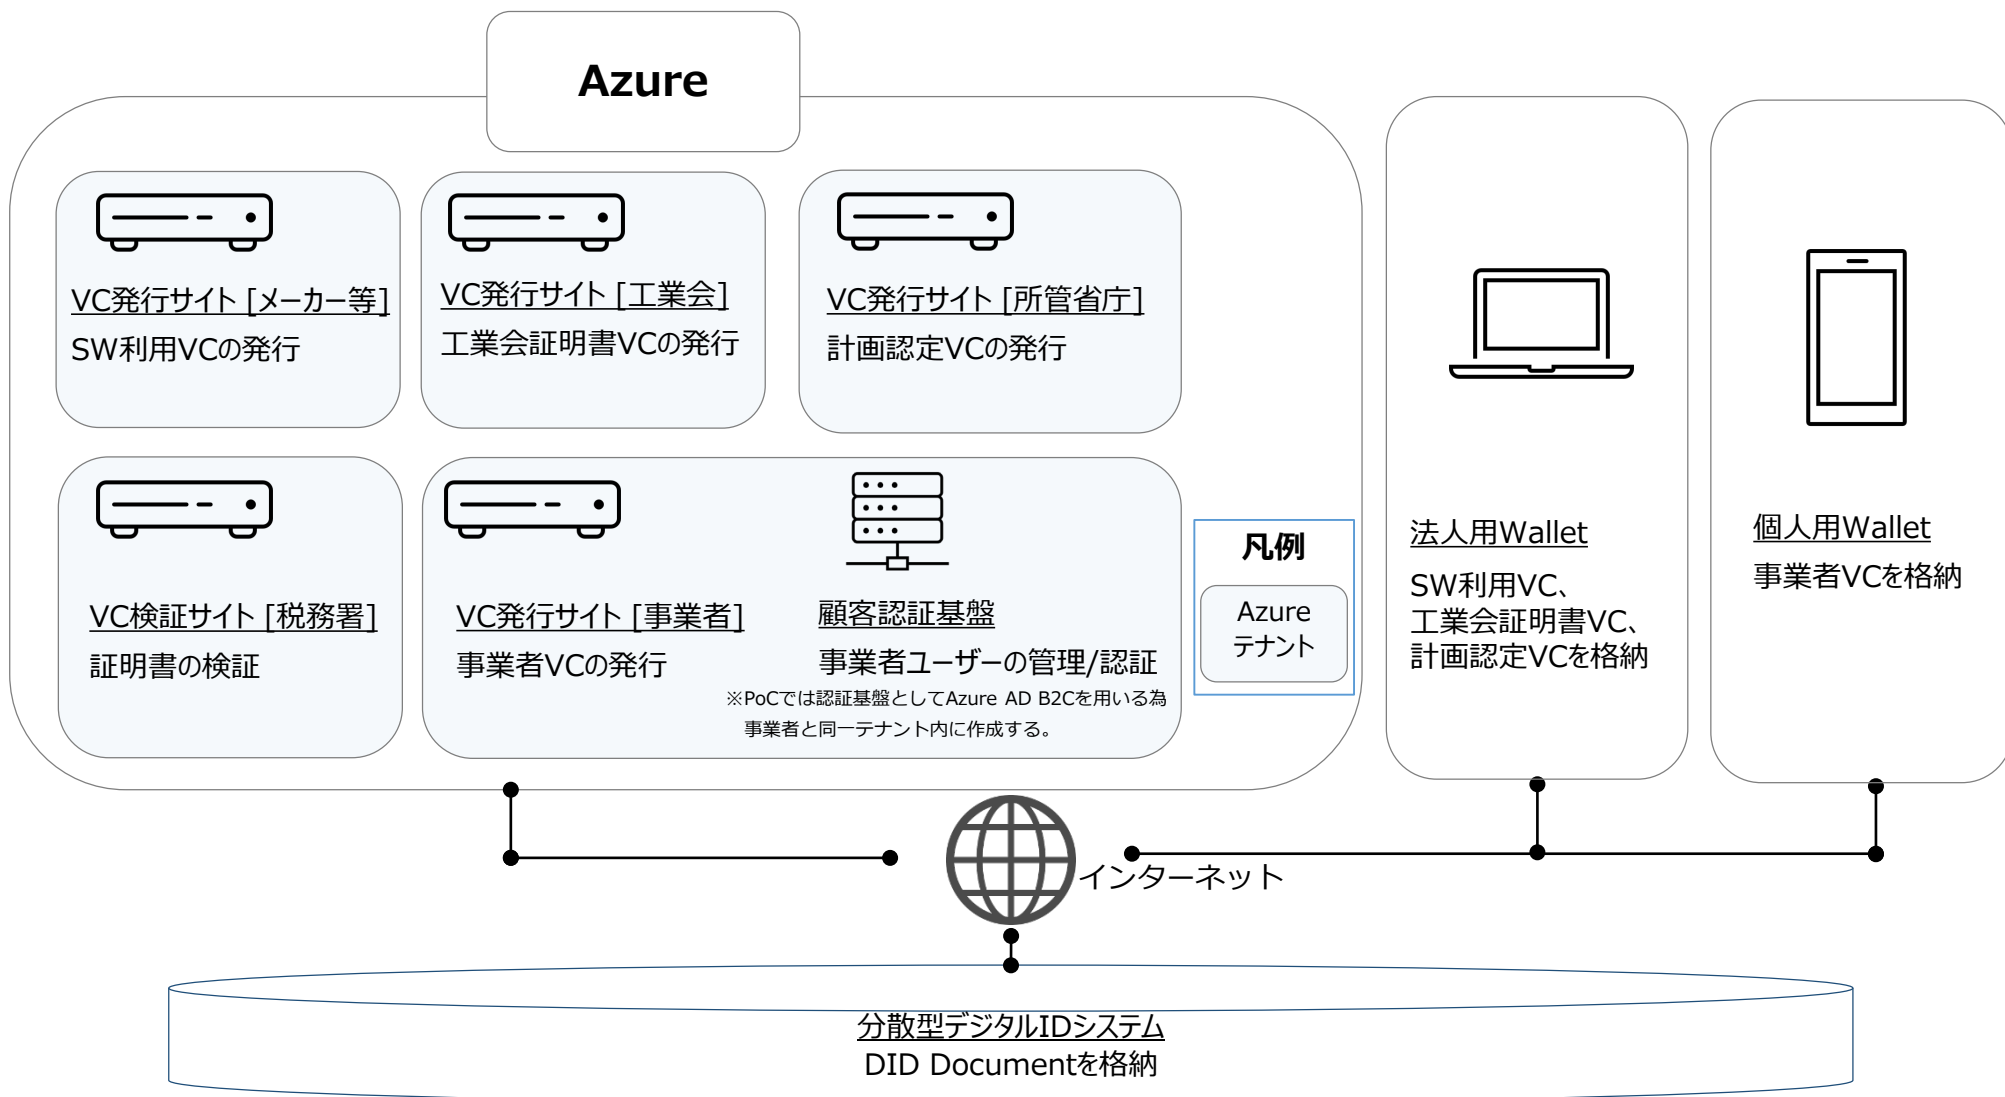 Azure
VC発行サイト [メーカー等]
SW利用VCの発行
VC発行サイト [工業会]
工業会証明書VCの発行
VC発行サイト [所管省庁]
計画認定VCの発行
VC検証サイト [税務署]
証明書の検証
VC発行サイト [事業者]
事業者VCの発行
顧客認証基盤
事業者ユーザーの管理/認証
※PoCでは認証基盤としてAzure AD B2Cを用いる為
事業者と同一テナント内に作成する。
凡例
Azure
テナント
法人用Wallet
SW利用VC、
工業会証明書VC、
計画認定VCを格納
個人用Wallet
事業者VCを格納
インターネット
分散型デジタルIDシステム
DID Documentを格納